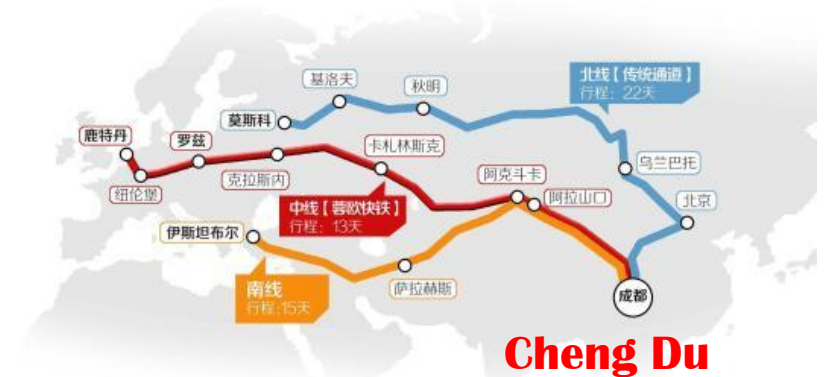 基洛夫
秋明
北线【传统通道】
行程: 22天
莫斯科
鹿特丹
罗兹
卡札林斯克
乌兰巴托
纽伦堡
克拉斯内
阿克斗卡
阿拉山口
北京
中线【蓉欧快铁】
行程: 13天
伊斯坦布尔
南线
行程:15天
萨拉赫斯
成都
Cheng Du